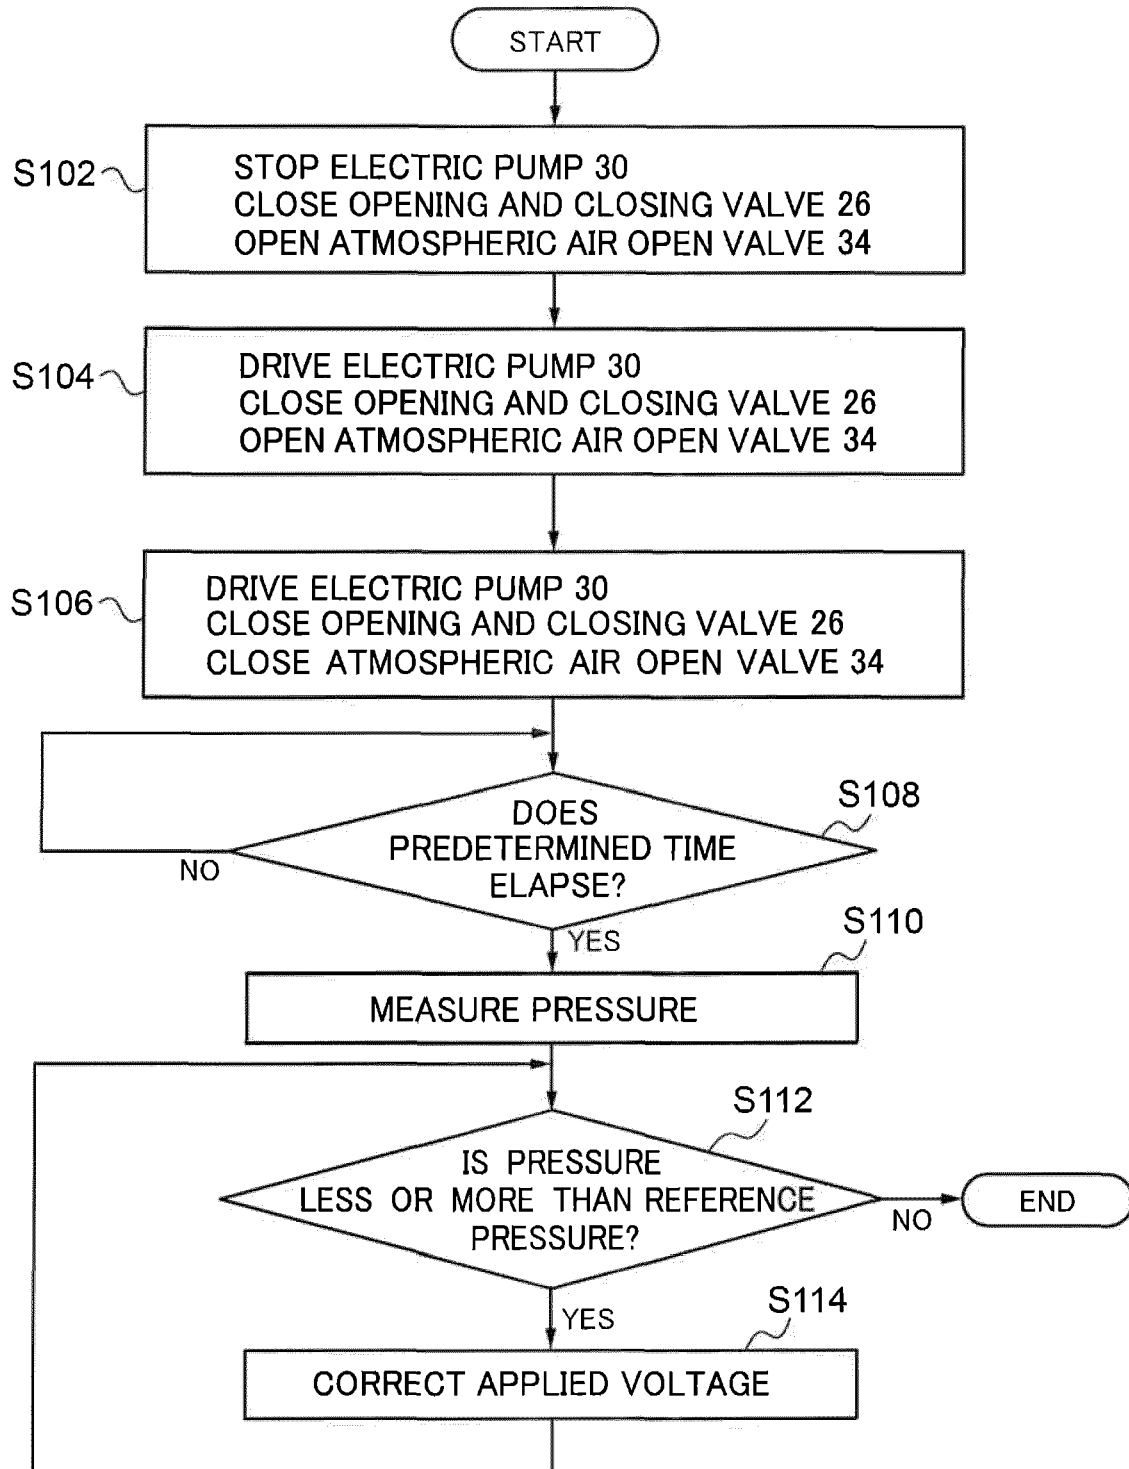 START
S102
STOP ELECTRIC PUMP 30
CLOSE OPENING AND CLOSING VALVE 26
OPEN ATMOSPHERIC AIR OPEN VALVE 34
S104
DRIVE ELECTRIC PUMP 30
CLOSE OPENING AND CLOSING VALVE 26
OPEN ATMOSPHERIC AIR OPEN VALVE 34
S106
DRIVE ELECTRIC PUMP 30
CLOSE OPENING AND CLOSING VALVE 26
CLOSE ATMOSPHERIC AIR OPEN VALVE 34
S108
DOES
PREDETERMINED TIME
ELAPSE?
NO
YES
S110
MEASURE PRESSURE
S112
IS PRESSURE
LESS OR MORE THAN REFERENCE
PRESSURE?
NO
END
YES
S114
CORRECT APPLIED VOLTAGE